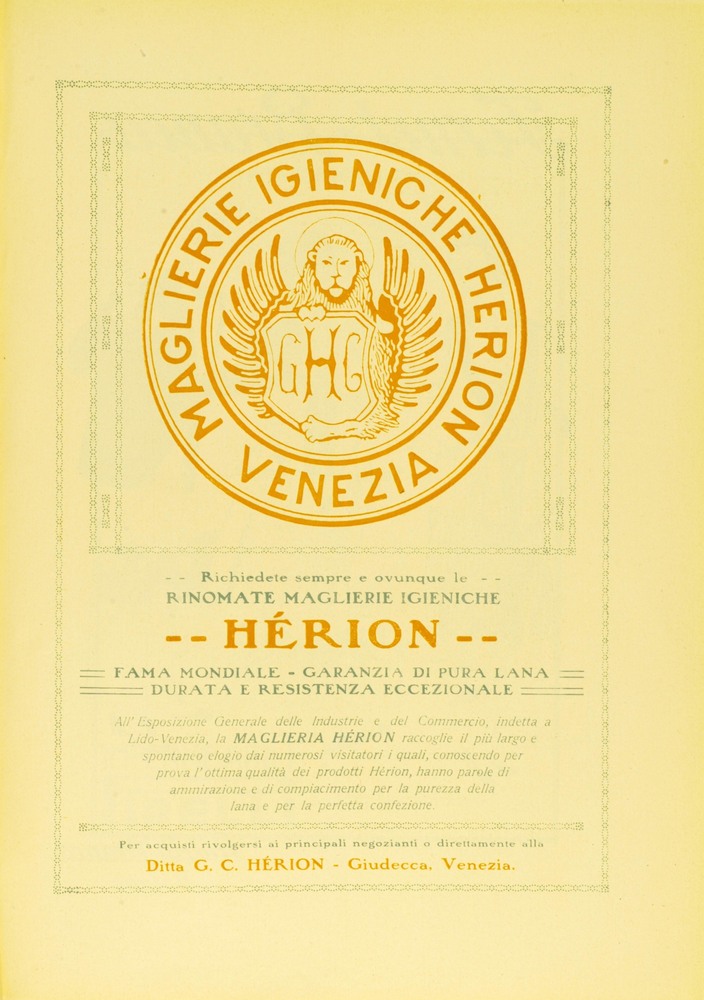 MAGLIERIE IGIENICHE HERION
VENEZIA
GHC
-- Richiedete sempre e ovunque le --
RINOMATE MAGLIERIE IGIENICHE
-- HÉRION --
FAMA MONDIALE - GARANZIA DI PURA LANA
DURATA E RESISTENZA ECCEZIONALE
All'Esposizione Generale delle Industrie e del Commercio, indetta a
Lido-Venezia, la MAGLIERIA HÉRION raccoglie il più largo e
spontaneo elogio dai numerosi visitatori i quali, conoscendo per
prova l'ottima qualità dei prodotti Hérion, hanno parole di
ammirazione e di compiacimento per la purezza della
lana e per la perfetta confezione.
Per acquisti rivolgersi ai principali negozianti o direttamente alla
Ditta G. C. HÉRION - Giudecca, Venezia.